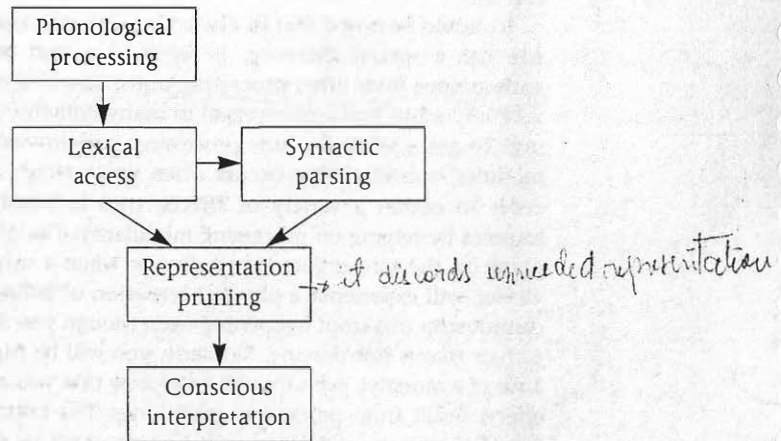 Phonological
processing
Lexical
access
Syntactic
parsing
Representation
pruning
it discords unneeded representation
Conscious
interpretation